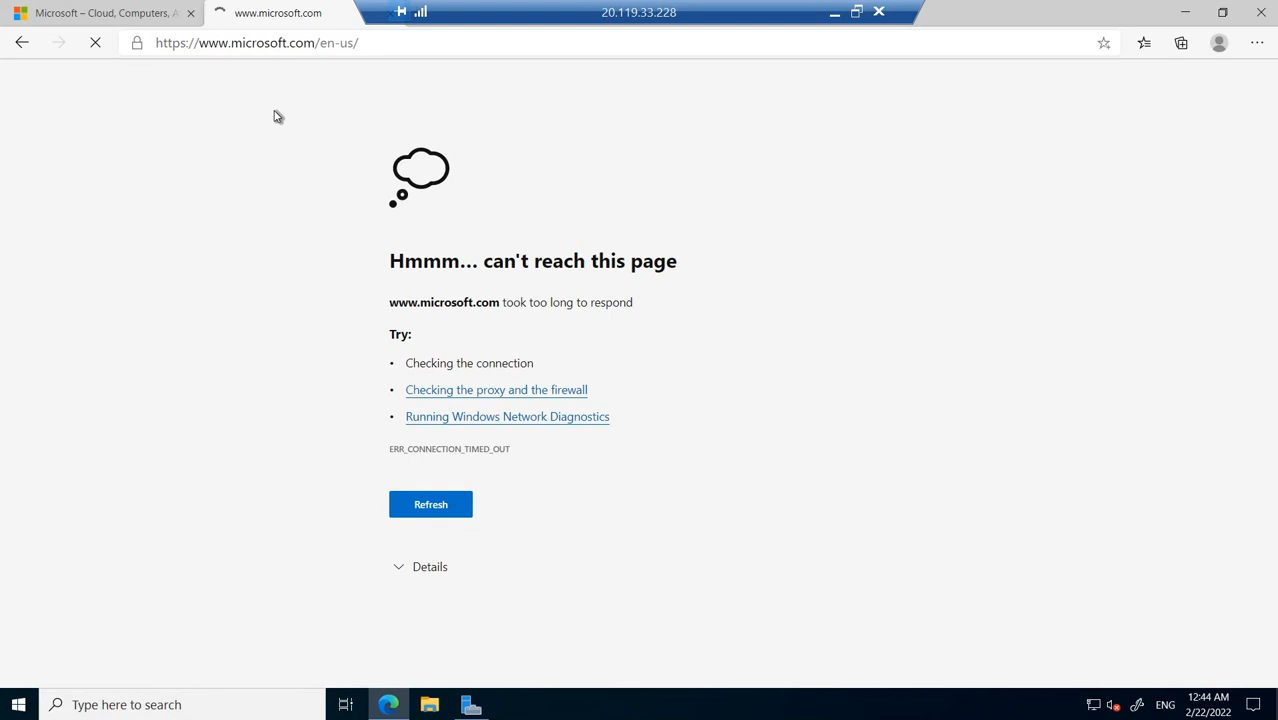 Microsoft – Cloud, Computers, A
www.microsoft.com
20.119.33.228
https://www.microsoft.com/en-us/
Hmmm... can't reach this page
www.microsoft.com took too long to respond
Try:
• Checking the connection
• Checking the proxy and the firewall
• Running Windows Network Diagnostics
ERR_CONNECTION_TIMED_OUT
Refresh
Details
Type here to search
ENG
12:44 AM
2/22/2022